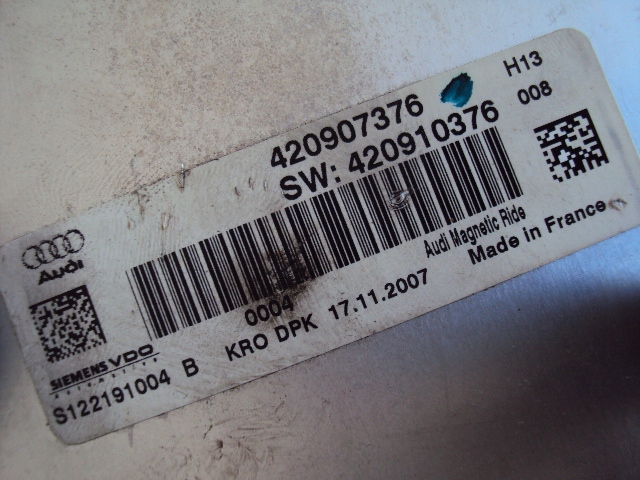 420907376 H13
SW: 420910376 008
Audi
Audi Magnetic Ride
Made in France
0004
KRO DPK 17.11.2007
SIEMENS VDO
AUTOMOTIVE
S122191004 B